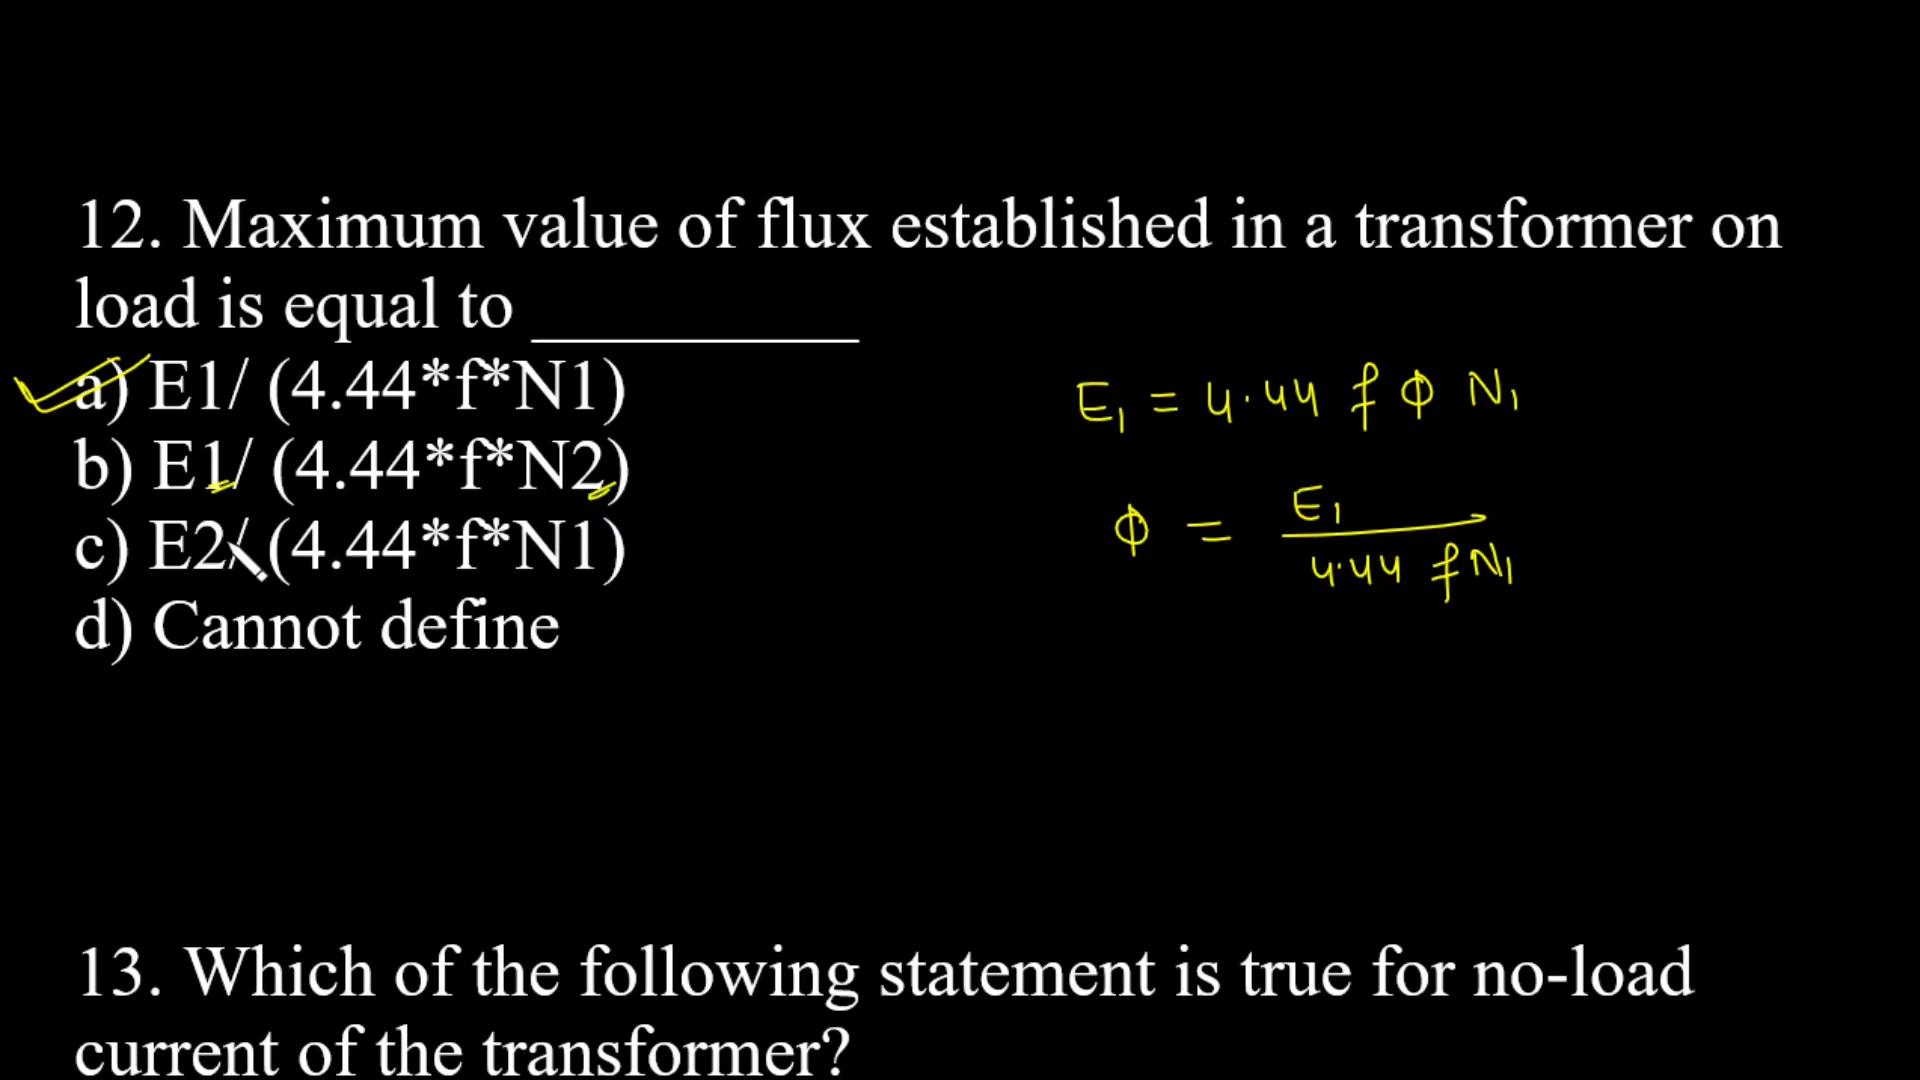 12. Maximum value of flux established in a transformer on
load is equal to __________
a) E1/ (4.44*f*N1)
b) E1/ (4.44*f*N2)
c) E2/ (4.44*f*N1)
d) Cannot define
E₁ = 4.44 f ϕ N₁
ϕ = E₁ / 4.44 f N₁
13. Which of the following statement is true for no-load
current of the transformer?